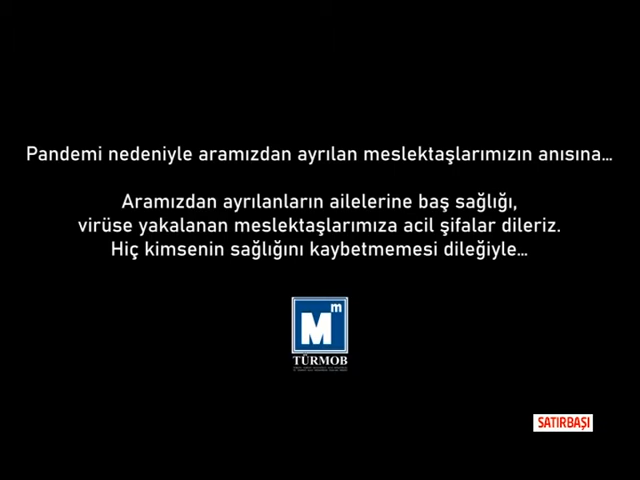 Pandemi nedeniyle aramızdan ayrılan meslektaşlarımızın anısına...
Aramızdan ayrılanların ailelerine baş sağlığı,
virüse yakalanan meslektaşlarımıza acil şifalar dileriz.
Hiç kimsenin sağlığını kaybetmemesi dileğiyle...
Mm
TÜRMOB
SATIRBAŞI